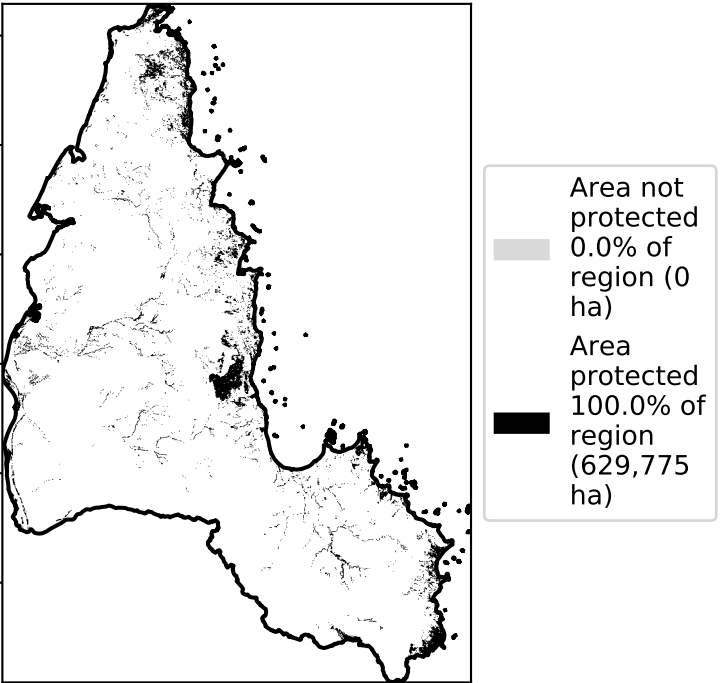 Area not
protected
0.0% of
region (0
ha)
Area
protected
100.0% of
region
(629,775
ha)